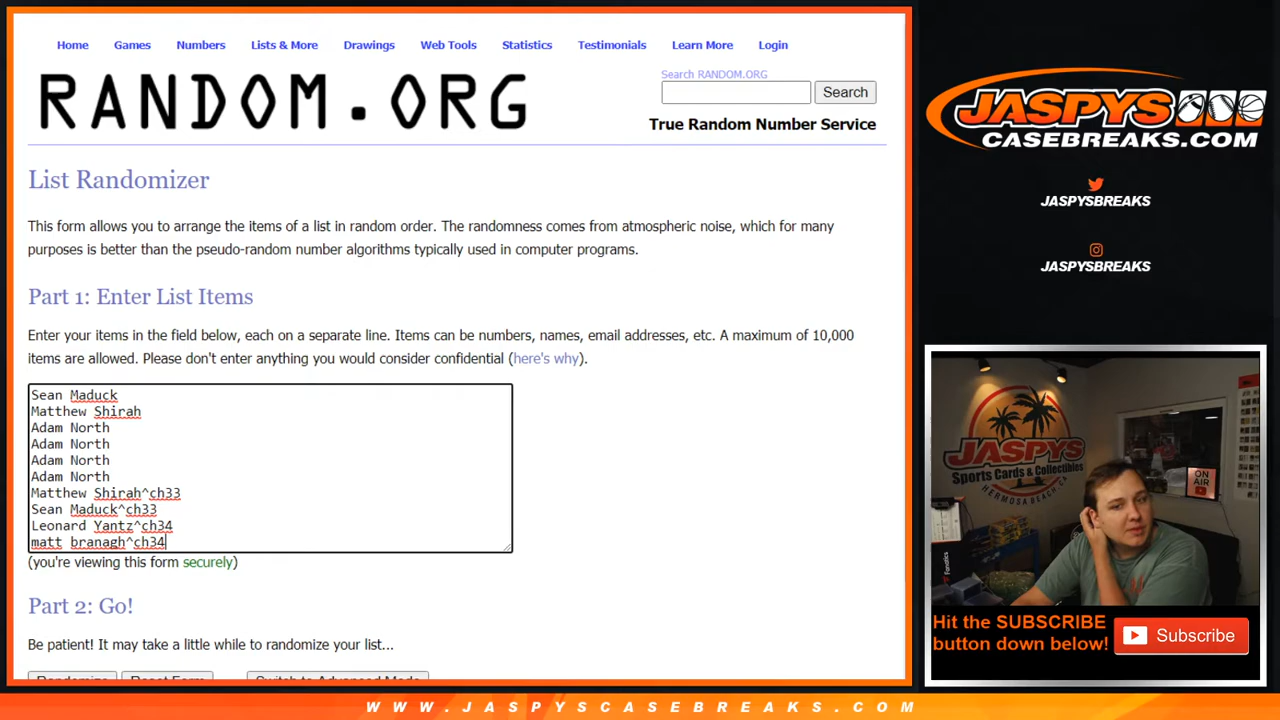 Home Games Numbers Lists & More Drawings Web Tools Statistics Testimonials Learn More Login
RANDOM.ORG
Search RANDOM.ORG
Search
True Random Number Service
List Randomizer
This form allows you to arrange the items of a list in random order. The randomness comes from atmospheric noise, which for many
purposes is better than the pseudo-random number algorithms typically used in computer programs.
Part 1: Enter List Items
Enter your items in the field below, each on a separate line. Items can be numbers, names, email addresses, etc. A maximum of 10,000
items are allowed. Please don't enter anything you would consider confidential (here's why).
Sean Maduck
Matthew Shirah
Adam North
Adam North
Adam North
Adam North
Matthew Shirah^ch33
Sean Maduck^ch33
Leonard Yantz^ch34
matt branagh^ch34
(you're viewing this form securely)
Part 2: Go!
Be patient! It may take a little while to randomize your list...
Randomize Reset Form Switch to Advanced Mode
JASPYS
CASEBREAKS.COM
JASPYSBREAKS
JASPYSBREAKS
JASPYS
Sports Cards & Collectibles
HERMOSA BEACH, CA
ON AIR
Fanatics
Hit the SUBSCRIBE
button down below!
Subscribe
WWW.JASPYSCASEBREAKS.COM